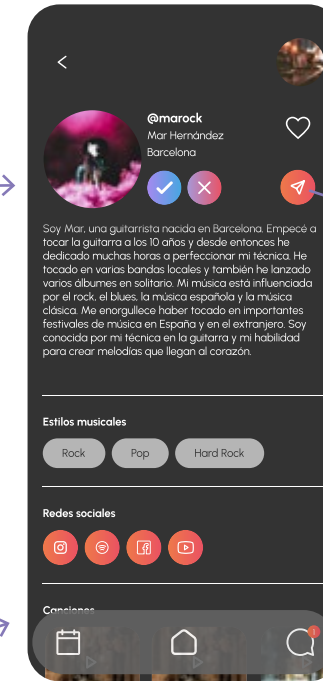 @marock
Mar Hernández
Barcelona
Soy Mar, una guitarrista nacida en Barcelona. Empecé a
tocar la guitarra a los 10 años y desde entonces he
dedicado muchas horas a perfeccionar mi técnica. He
tocado en varias bandas locales y también he lanzado
varios álbumes en solitario. Mi música está influenciada
por el rock, el blues, la música española y la música
clásica. Me enorgullece haber tocado en importantes
festivales de música en España y en el extranjero. Soy
conocida por mi técnica en la guitarra y mi habilidad
para crear melodías que llegan al corazón.
Estilos musicales
Rock Pop Hard Rock
Redes sociales
Canciones
1